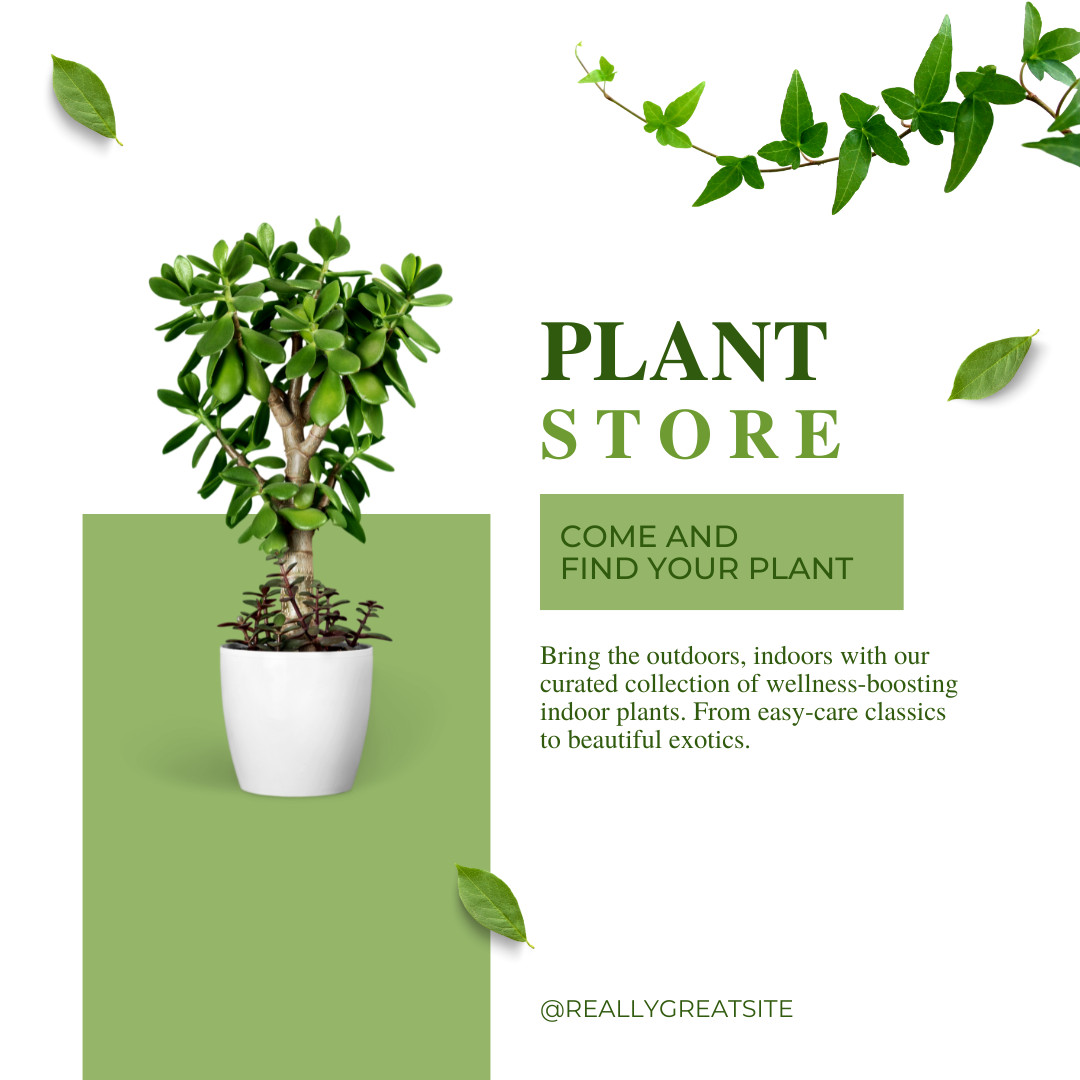 PLANT
STORE
COME AND
FIND YOUR PLANT
Bring the outdoors, indoors with our
curated collection of wellness-boosting
indoor plants. From easy-care classics
to beautiful exotics.
@REALLYGREATSITE